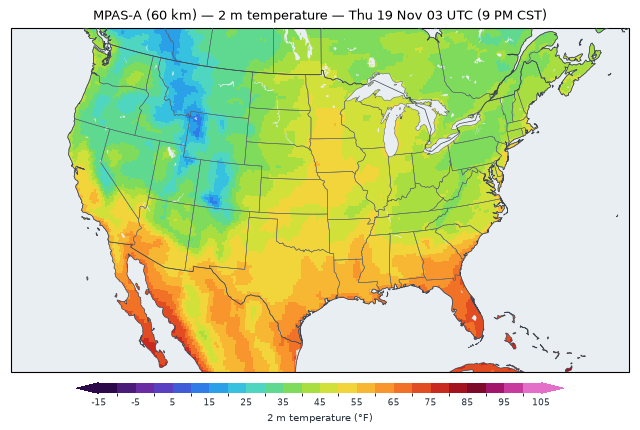 MPAS-A (60 km) — 2 m temperature — Thu 19 Nov 03 UTC (9 PM CST)
-15 -5 5 15 25 35 45 55 65 75 85 95 105
2 m temperature (°F)